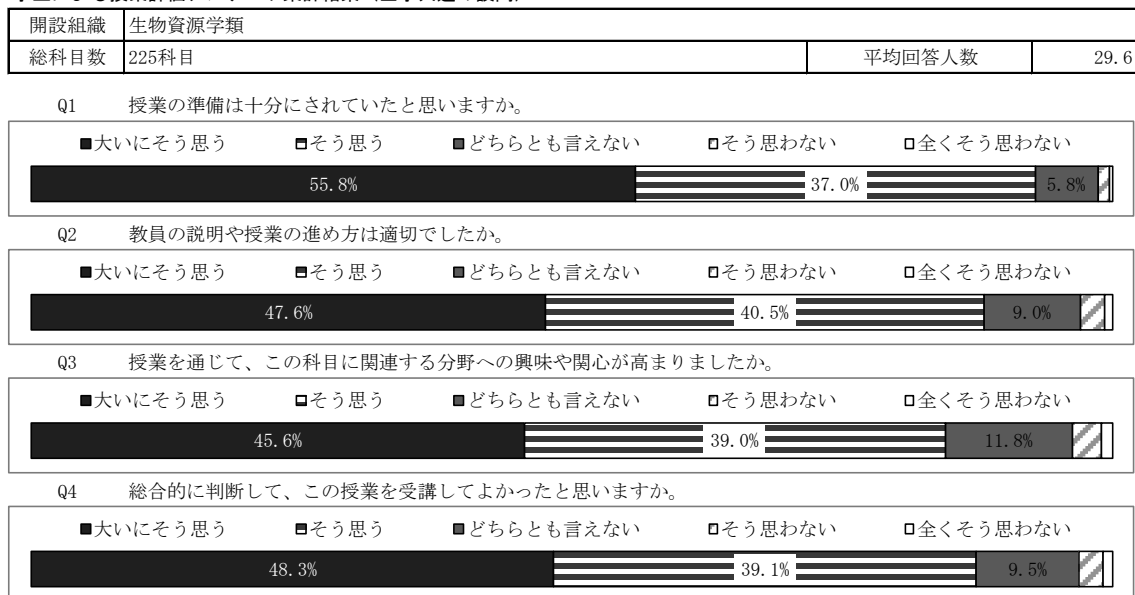 開設組織 生物資源学類
総科目数 225科目 平均回答人数 29.6
Q1 授業の準備は十分にされていたと思いますか。
■大いにそう思う □そう思う ■どちらとも言えない □そう思わない □全くそう思わない
55.8% 37.0% 5.8%
Q2 教員の説明や授業の進め方は適切でしたか。
■大いにそう思う □そう思う ■どちらとも言えない □そう思わない □全くそう思わない
47.6% 40.5% 9.0%
Q3 授業を通じて、この科目に関連する分野への興味や関心が高まりましたか。
■大いにそう思う □そう思う ■どちらとも言えない □そう思わない □全くそう思わない
45.6% 39.0% 11.8%
Q4 総合的に判断して、この授業を受講してよかったと思いますか。
■大いにそう思う □そう思う ■どちらとも言えない □そう思わない □全くそう思わない
48.3% 39.1% 9.5%